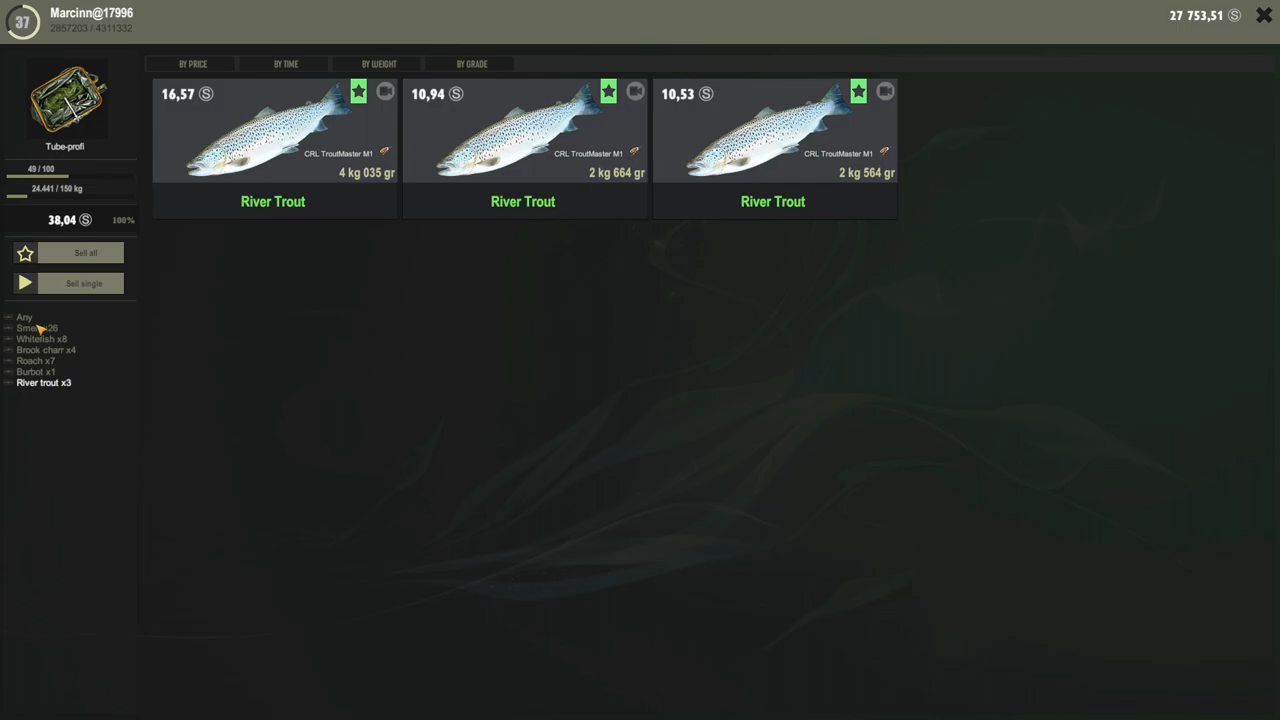 37
Marcinn@17996
2857203 / 4311332
27 753,51 S
BY PRICE
BY TIME
BY WEIGHT
BY GRADE
Tube-profi
49 / 100
24.441 / 150 kg
38,04 S 100%
Sell all
Sell single
Any
Whitefish x8
Brook charr x4
Roach x7
Burbot x1
River trout x3
16,57 S
CRL TroutMaster M1
4 kg 035 gr
River Trout
10,94 S
CRL TroutMaster M1
2 kg 664 gr
River Trout
10,53 S
CRL TroutMaster M1
2 kg 564 gr
River Trout